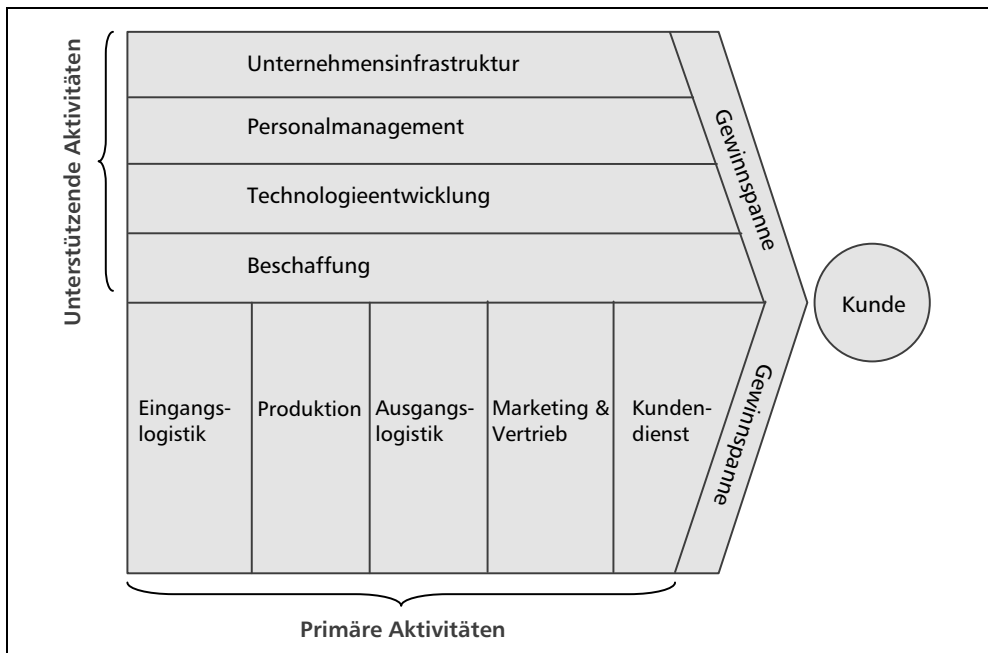 Unterstützende Aktivitäten
Unternehmensinfrastruktur
Personalmanagement
Technologieentwicklung
Beschaffung
Gewinnspanne
Kunde
Eingangs-
logistik
Produktion
Ausgangs-
logistik
Marketing &
Vertrieb
Kunden-
dienst
Gewinnspanne
Primäre Aktivitäten